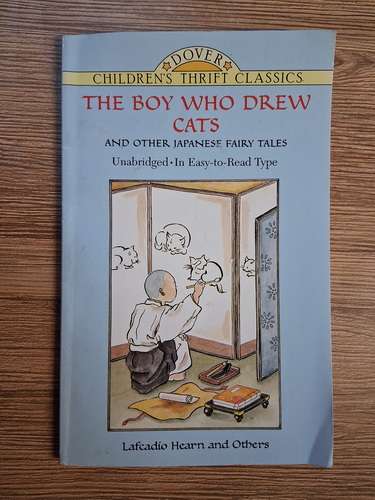 DOVER
CHILDREN'S THRIFT CLASSICS
THE BOY WHO DREW
CATS
AND OTHER JAPANESE FAIRY TALES
Unabridged • In Easy-to-Read Type
Lafcadio Hearn and Others